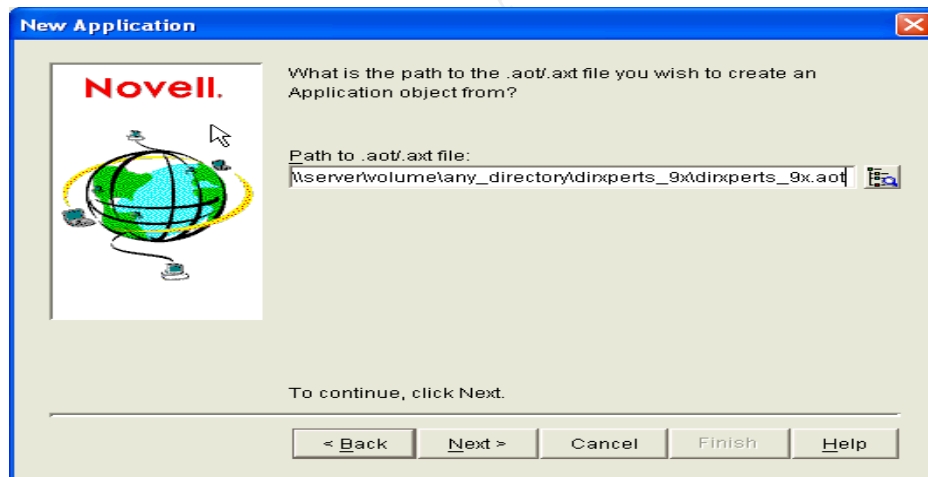 New Application
Novell.
What is the path to the .aot/.axt file you wish to create an
Application object from?
Path to .aot/.axt file:
\\server\volume\any_directory\dirxperts_9x\dirxperts_9x.aot
To continue, click Next.
< Back
Next >
Cancel
Finish
Help